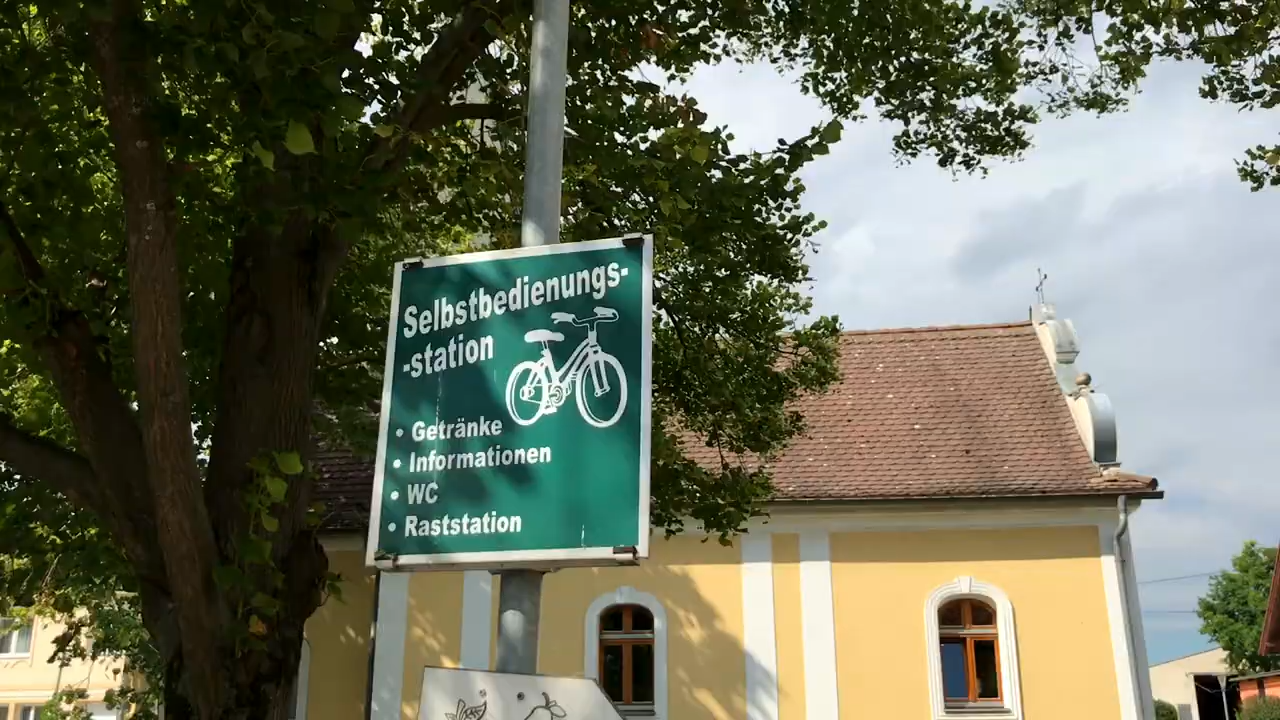 Selbstbedienungs-
-station
• Getränke
• Informationen
• WC
• Raststation